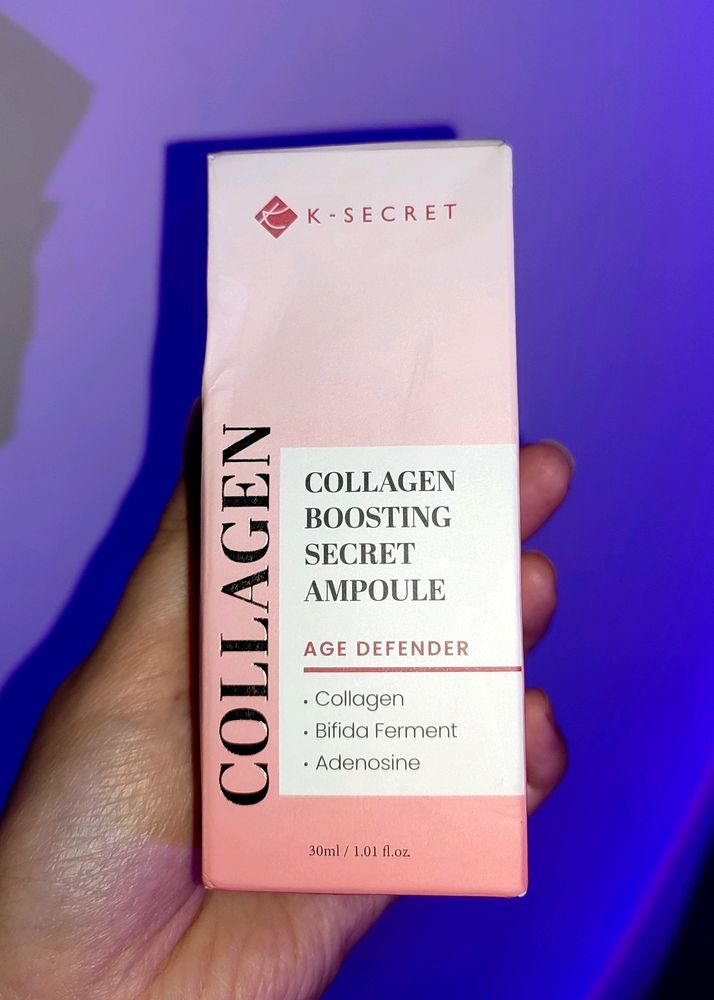 K-SECRET
COLLAGEN
COLLAGEN
BOOSTING
SECRET
AMPOULE
AGE DEFENDER
• Collagen
• Bifida Ferment
• Adenosine
30ml / 1.01 fl.oz.